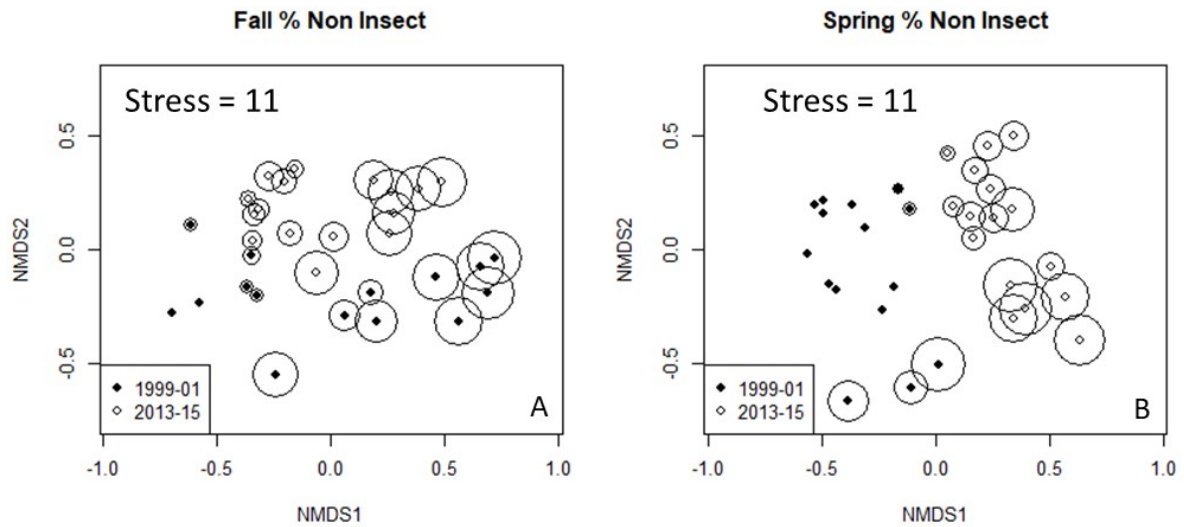 Fall % Non Insect
Stress = 11
0.5
0.0
-0.5
NMDS2
1999-01
2013-15
A
-1.0 -0.5 0.0 0.5 1.0
NMDS1
Spring % Non Insect
Stress = 11
0.5
0.0
-0.5
NMDS2
1999-01
2013-15
B
-1.0 -0.5 0.0 0.5 1.0
NMDS1